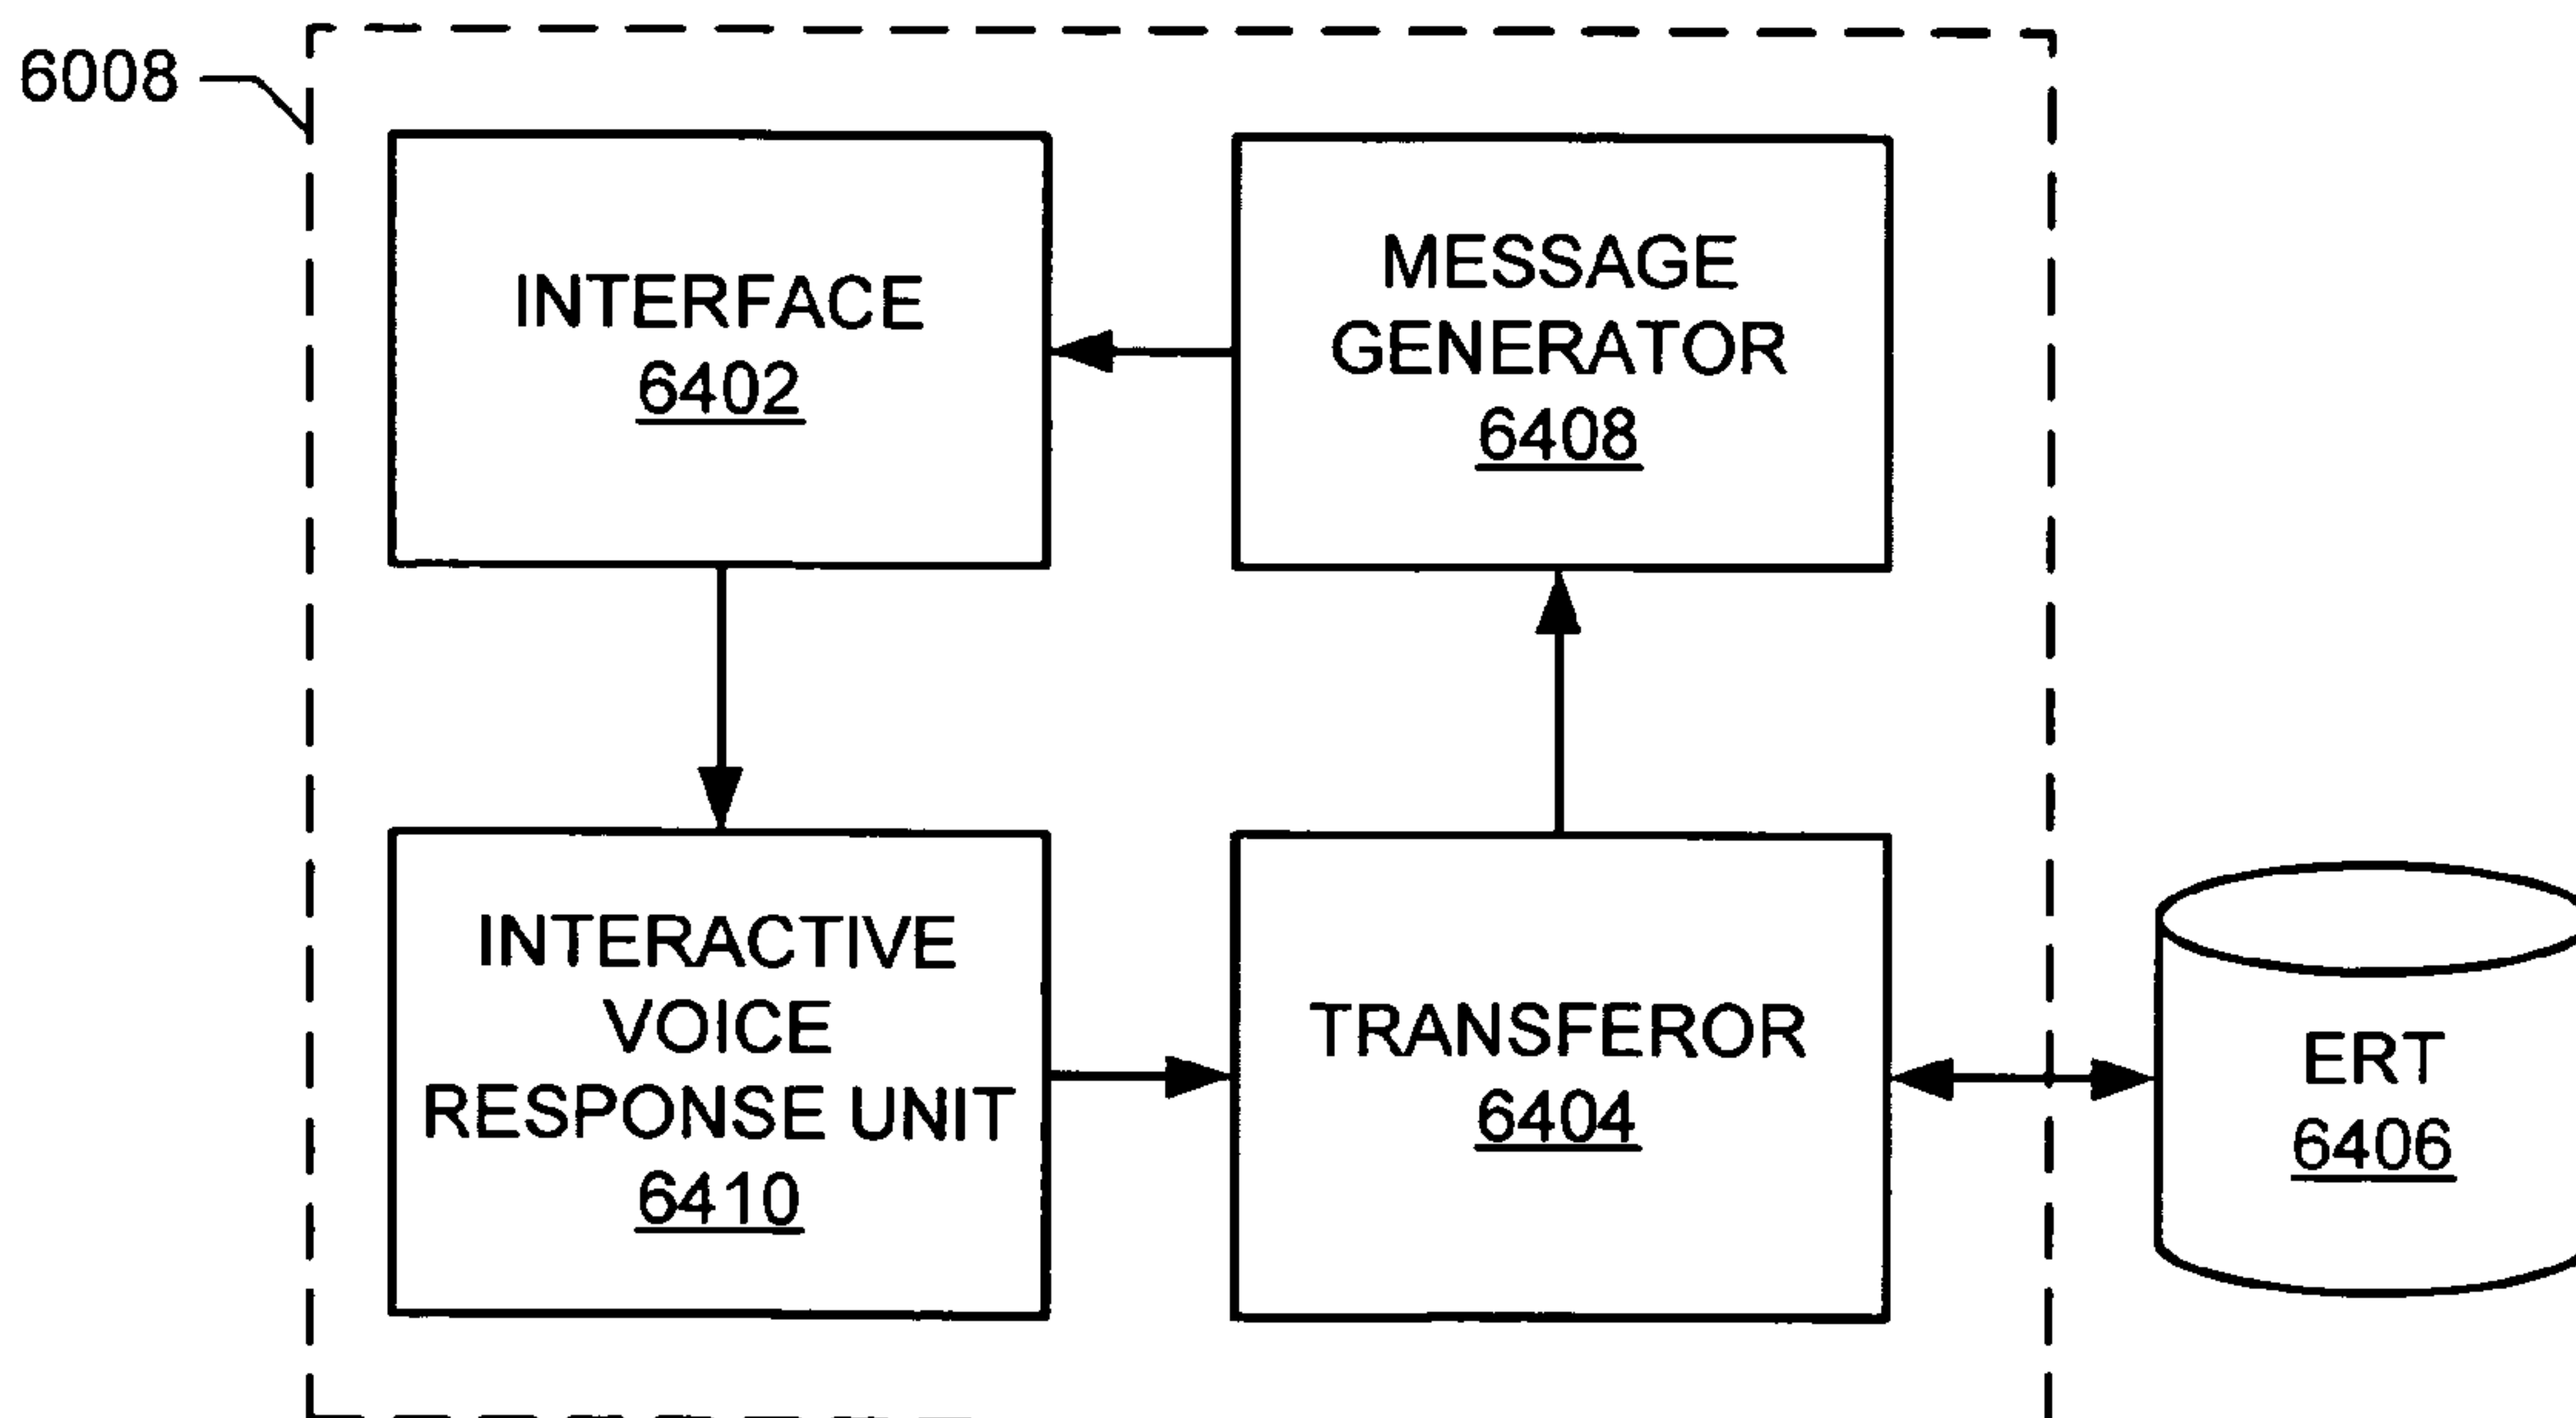 6008
INTERFACE
6402
MESSAGE
GENERATOR
6408
INTERACTIVE
VOICE
RESPONSE UNIT
6410
TRANSFEROR
6404
ERT
6406